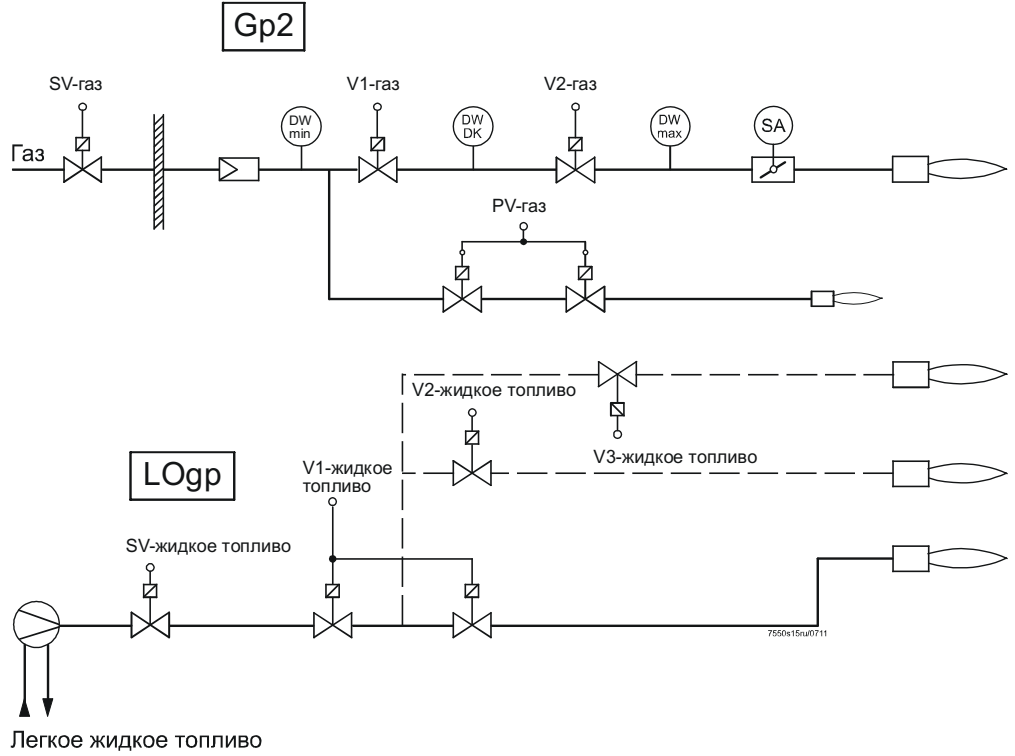 Gp2
SV-газ
V1-газ
V2-газ
DW
min
DW
DK
DW
max
SA
Газ
PV-газ
V2-жидкое топливо
V3-жидкое топливо
LOgp
V1-жидкое
топливо
SV-жидкое топливо
7550s15ru/0711
Легкое жидкое топливо